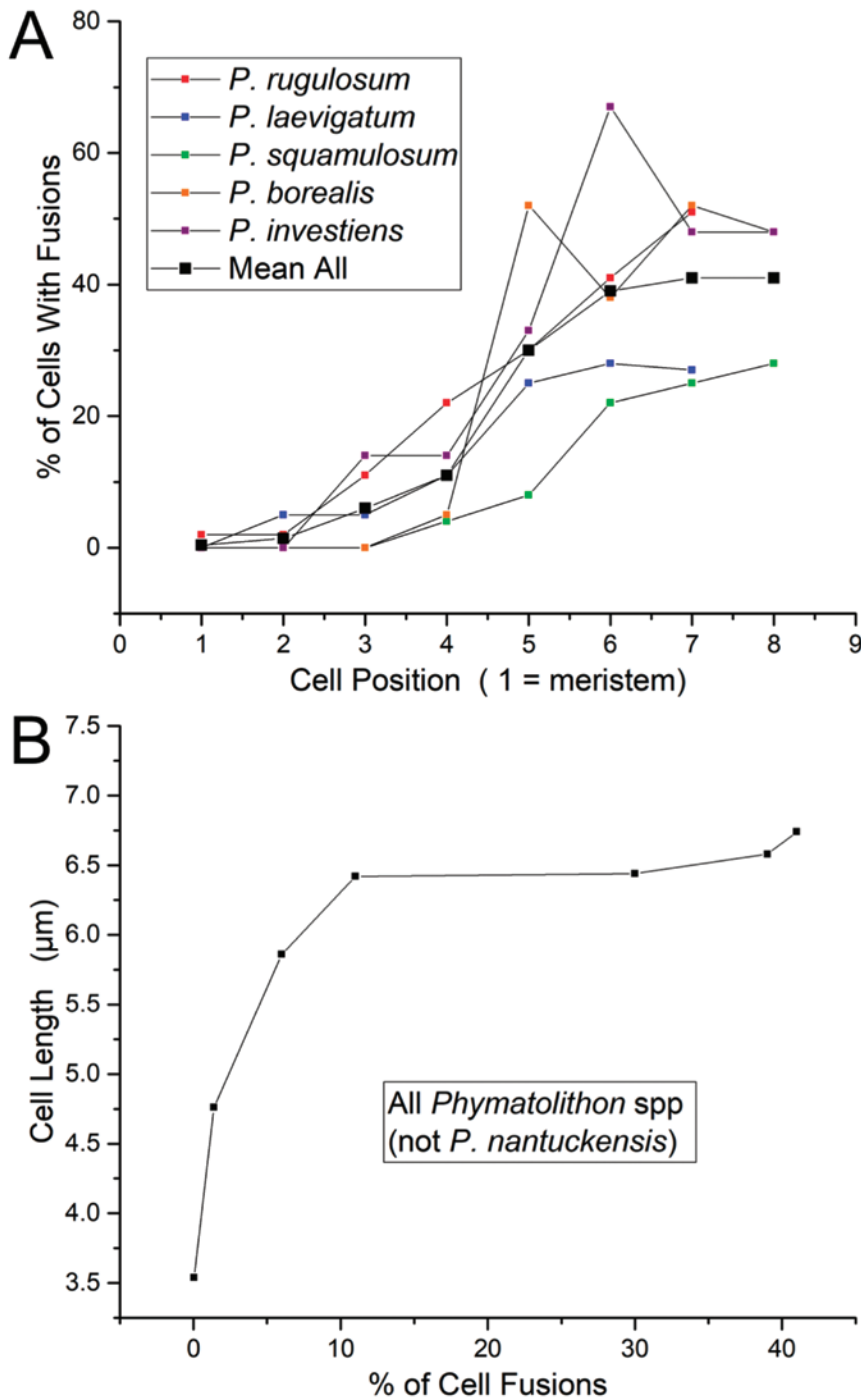 A
80
60
40
20
0
% of Cells With Fusions
P. rugulosum
P. laevigatum
P. squamulosum
P. borealis
P. investiens
Mean All
0 1 2 3 4 5 6 7 8 9
Cell Position ( 1 = meristem)
B
7.5
7.0
6.5
6.0
5.5
5.0
4.5
4.0
3.5
Cell Length (µm)
All Phymatolithon spp
(not P. nantuckensis)
0 10 20 30 40
% of Cell Fusions